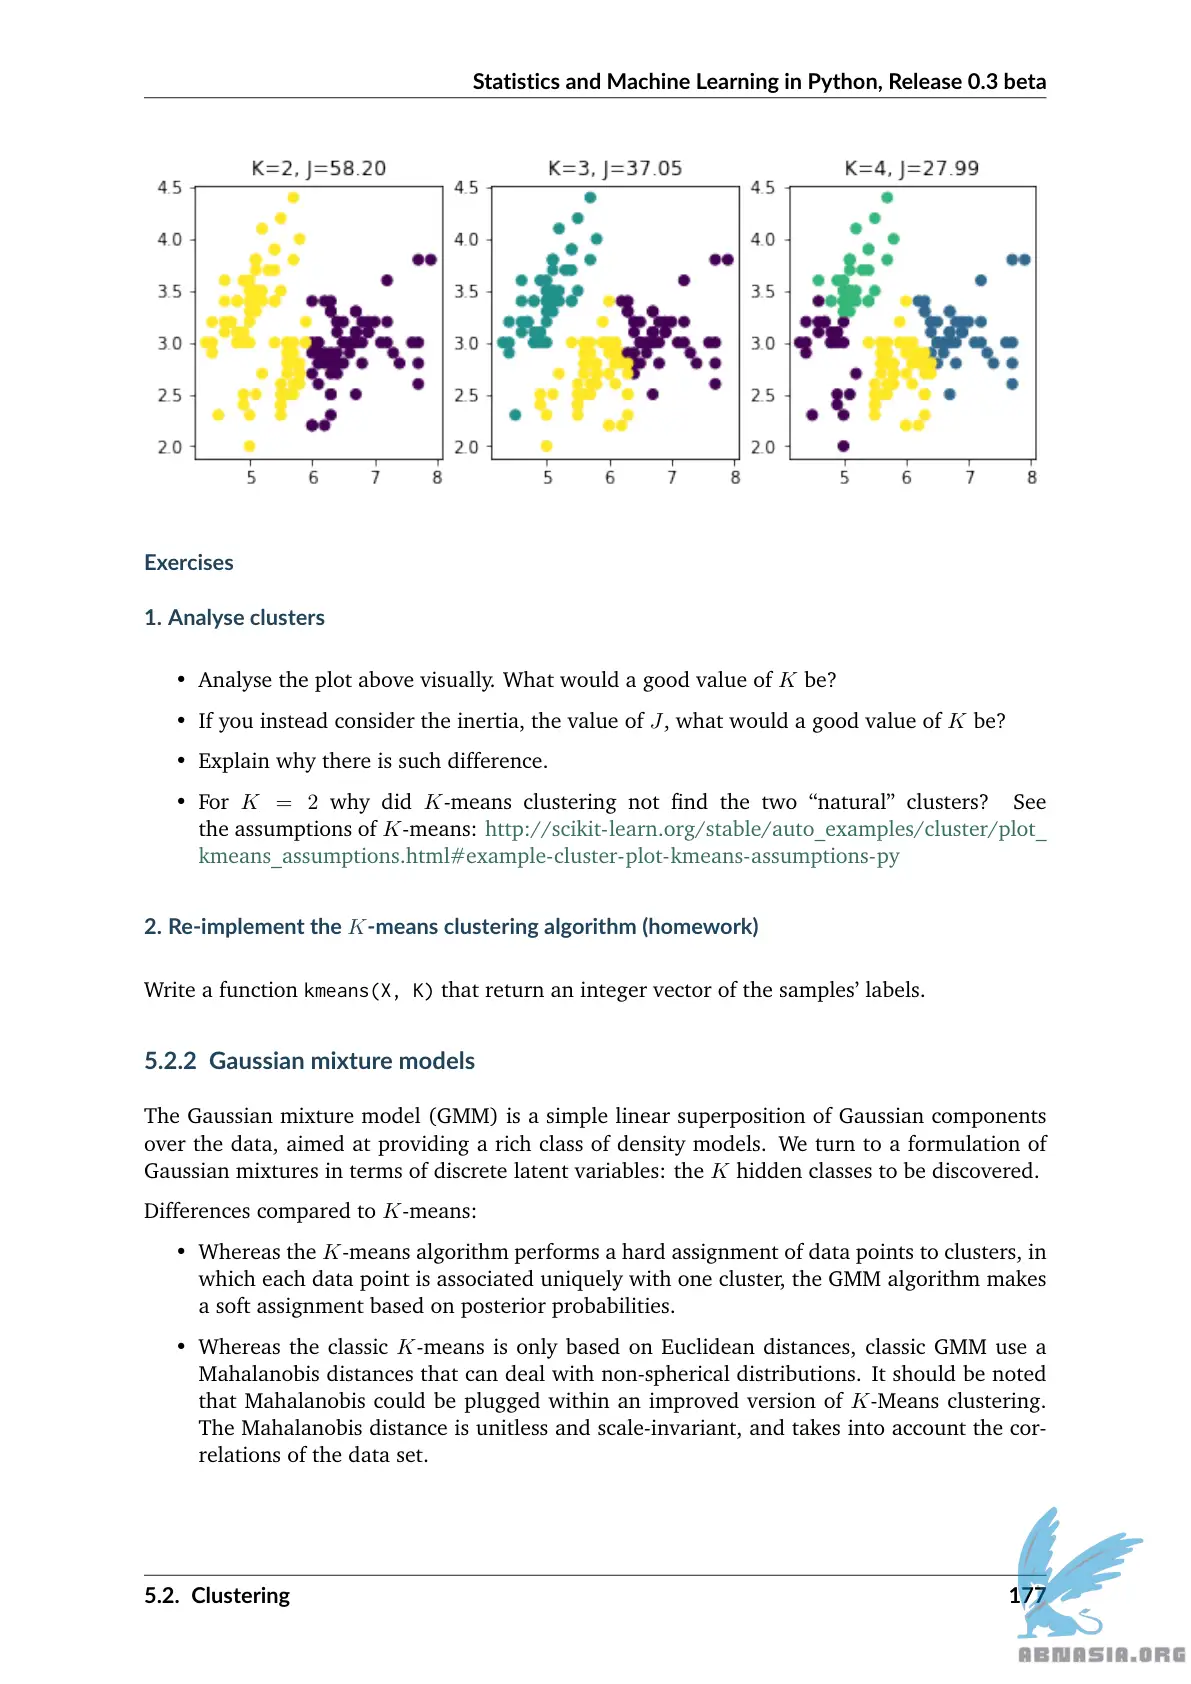 Statistics and Machine Learning in Python, Release 0.3 beta
K=2, J=58.20
K=3, J=37.05
K=4, J=27.99
4.5
4.0
3.5
3.0
2.5
2.0
5 6 7 8
4.5
4.0
3.5
3.0
2.5
2.0
5 6 7 8
4.5
4.0
3.5
3.0
2.5
2.0
5 6 7 8
Exercises
1. Analyse clusters
• Analyse the plot above visually. What would a good value of K be?
• If you instead consider the inertia, the value of J, what would a good value of K be?
• Explain why there is such difference.
• For K = 2 why did K-means clustering not find the two “natural” clusters? See
the assumptions of K-means: http://scikit-learn.org/stable/auto_examples/cluster/plot_
kmeans_assumptions.html#example-cluster-plot-kmeans-assumptions-py
2. Re-implement the K-means clustering algorithm (homework)
Write a function kmeans(X, K) that return an integer vector of the samples’ labels.
5.2.2 Gaussian mixture models
The Gaussian mixture model (GMM) is a simple linear superposition of Gaussian components
over the data, aimed at providing a rich class of density models. We turn to a formulation of
Gaussian mixtures in terms of discrete latent variables: the K hidden classes to be discovered.
Differences compared to K-means:
• Whereas the K-means algorithm performs a hard assignment of data points to clusters, in
which each data point is associated uniquely with one cluster, the GMM algorithm makes
a soft assignment based on posterior probabilities.
• Whereas the classic K-means is only based on Euclidean distances, classic GMM use a
Mahalanobis distances that can deal with non-spherical distributions. It should be noted
that Mahalanobis could be plugged within an improved version of K-Means clustering.
The Mahalanobis distance is unitless and scale-invariant, and takes into account the cor-
relations of the data set.
5.2. Clustering
177
ABNASIA.ORG